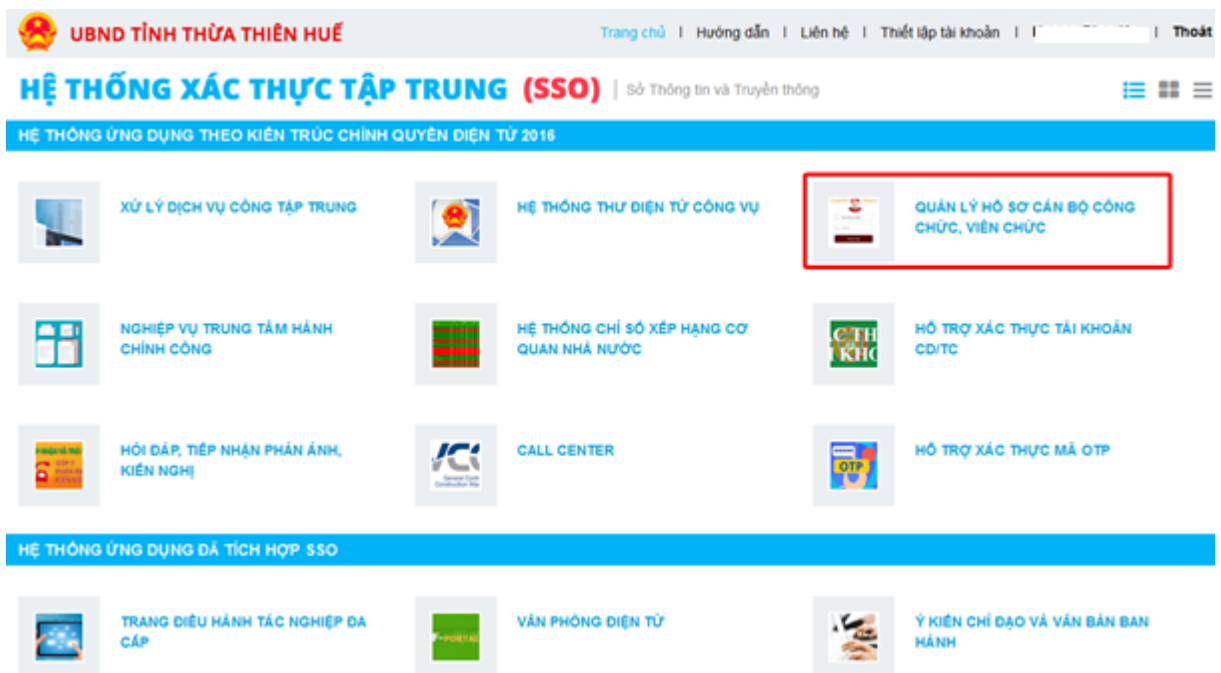 UBND TỈNH THỪA THIÊN HUẾ
Trang chủ | Hướng dẫn | Liên hệ | Thiết lập tài khoản | | Thoát
HỆ THỐNG XÁC THỰC TẬP TRUNG (SSO) | Sở Thông tin và Truyền thông
HỆ THỐNG ỨNG DỤNG THEO KIẾN TRÚC CHÍNH QUYỀN ĐIỆN TỬ 2016
XỬ LÝ DỊCH VỤ CÔNG TẬP TRUNG
HỆ THỐNG THƯ ĐIỆN TỬ CÔNG VỤ
QUẢN LÝ HỒ SƠ CÁN BỘ CÔNG
CHỨC, VIÊN CHỨC
NGHIỆP VỤ TRUNG TÂM HÀNH
CHÍNH CÔNG
HỆ THỐNG CHỈ SỐ XẾP HẠNG CƠ
QUAN NHÀ NƯỚC
HỖ TRỢ XÁC THỰC TÀI KHOẢN
CD/TC
HỎI ĐÁP, TIẾP NHẬN PHẢN ÁNH,
KIẾN NGHỊ
CALL CENTER
OTP
HỖ TRỢ XÁC THỰC MÃ OTP
HỆ THỐNG ỨNG DỤNG ĐÃ TÍCH HỢP SSO
TRANG ĐIỀU HÀNH TÁC NGHIỆP ĐA
CẤP
VĂN PHÒNG ĐIỆN TỬ
Ý KIẾN CHỈ ĐẠO VÀ VĂN BẢN BAN
HÀNH